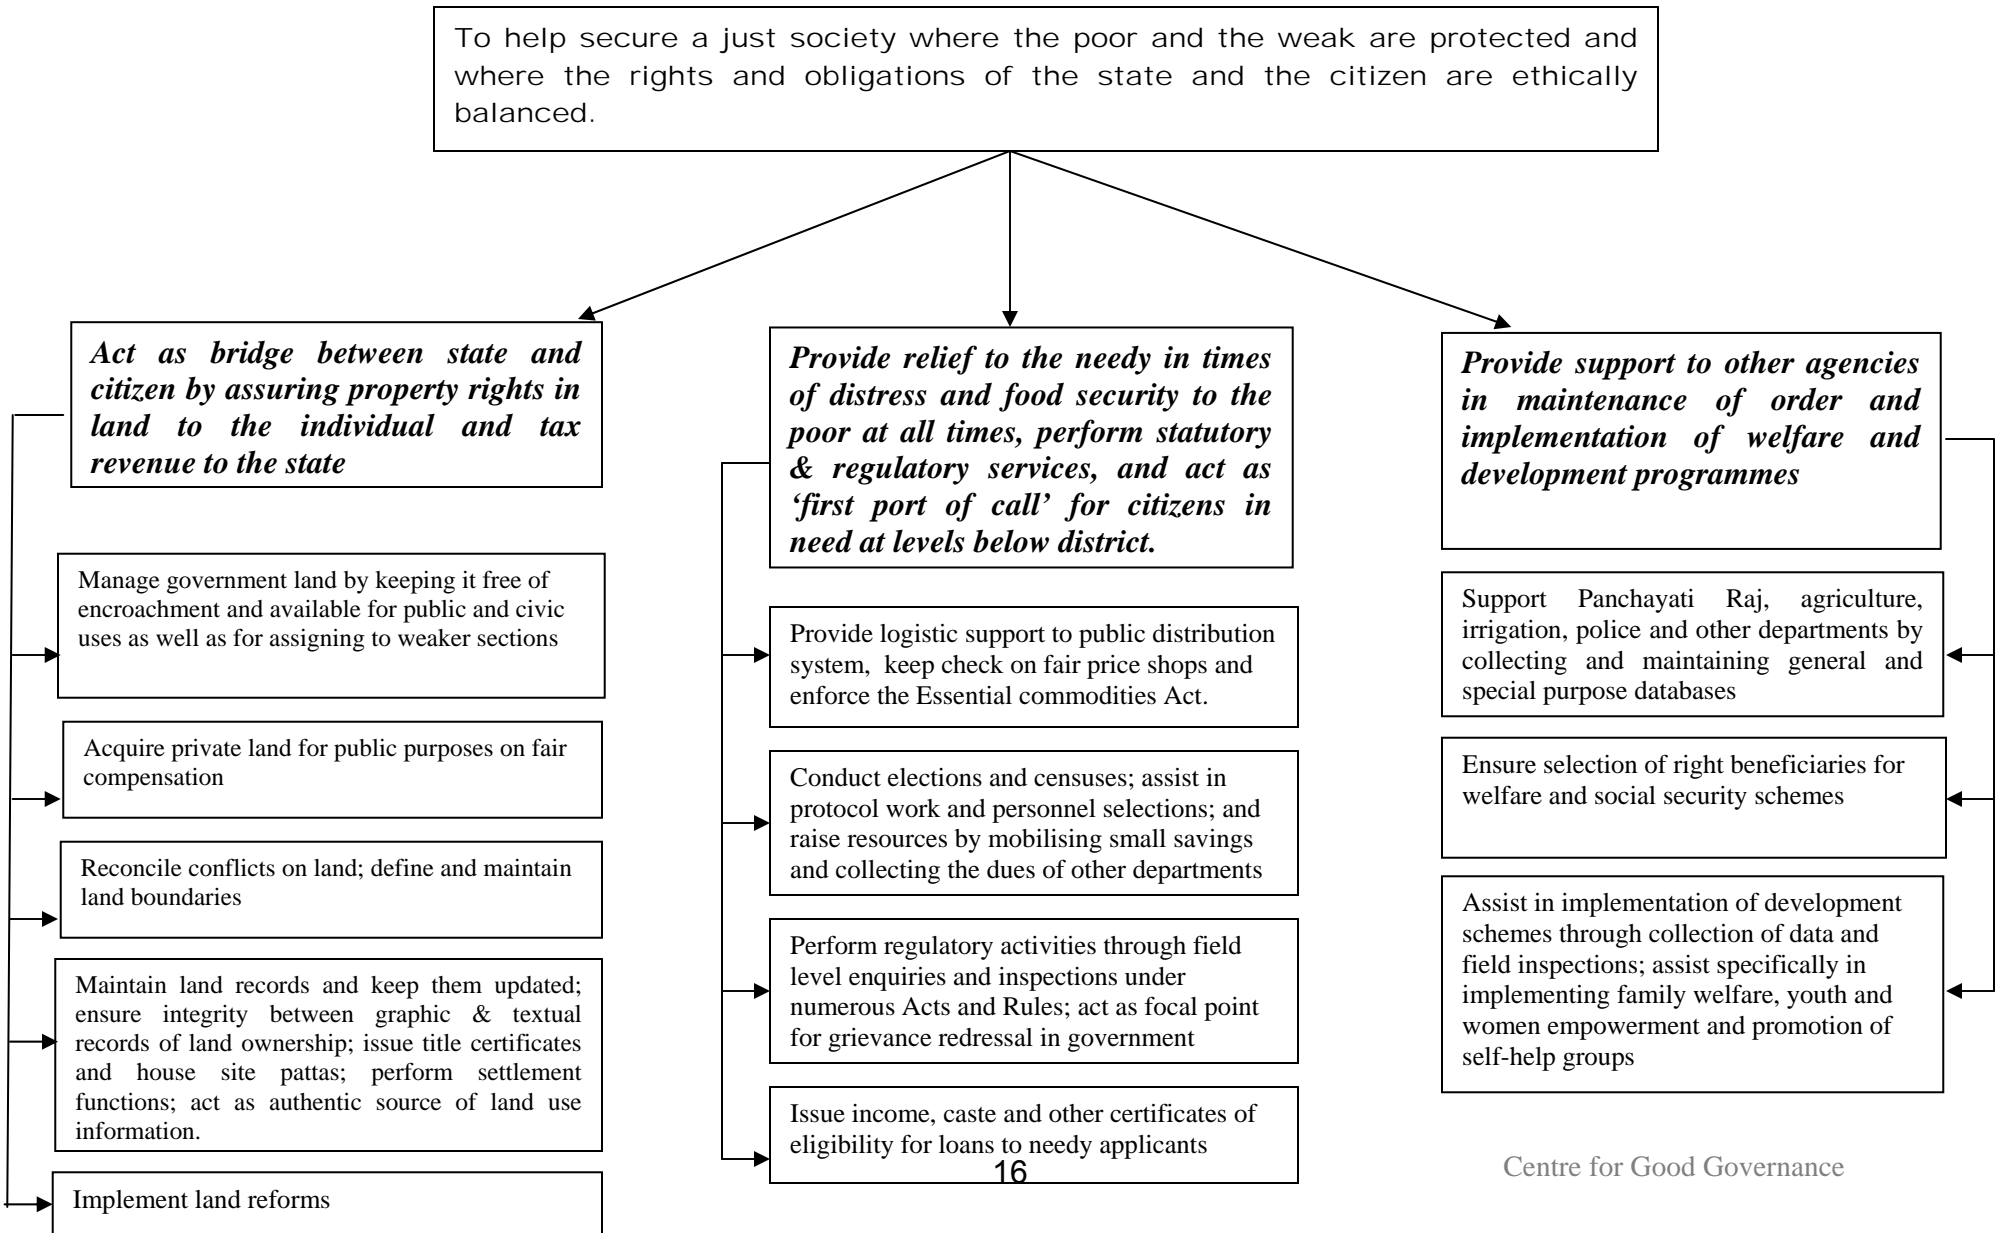 To help secure a just society where the poor and the weak are protected and
where the rights and obligations of the state and the citizen are ethically
balanced.
Act as bridge between state and
citizen by assuring property rights in
land to the individual and tax
revenue to the state
Manage government land by keeping it free of
encroachment and available for public and civic
uses as well as for assigning to weaker sections
Acquire private land for public purposes on fair
compensation
Reconcile conflicts on land; define and maintain
land boundaries
Maintain land records and keep them updated;
ensure integrity between graphic & textual
records of land ownership; issue title certificates
and house site pattas; perform settlement
functions; act as authentic source of land use
information.
Implement land reforms
Provide relief to the needy in times
of distress and food security to the
poor at all times, perform statutory
& regulatory services, and act as
‘first port of call’ for citizens in
need at levels below district.
Provide logistic support to public distribution
system, keep check on fair price shops and
enforce the Essential commodities Act.
Conduct elections and censuses; assist in
protocol work and personnel selections; and
raise resources by mobilising small savings
and collecting the dues of other departments
Perform regulatory activities through field
level enquiries and inspections under
numerous Acts and Rules; act as focal point
for grievance redressal in government
Issue income, caste and other certificates of
eligibility for loans to needy applicants
16
Provide support to other agencies
in maintenance of order and
implementation of welfare and
development programmes
Support Panchayati Raj, agriculture,
irrigation, police and other departments by
collecting and maintaining general and
special purpose databases
Ensure selection of right beneficiaries for
welfare and social security schemes
Assist in implementation of development
schemes through collection of data and
field inspections; assist specifically in
implementing family welfare, youth and
women empowerment and promotion of
self-help groups
Centre for Good Governance